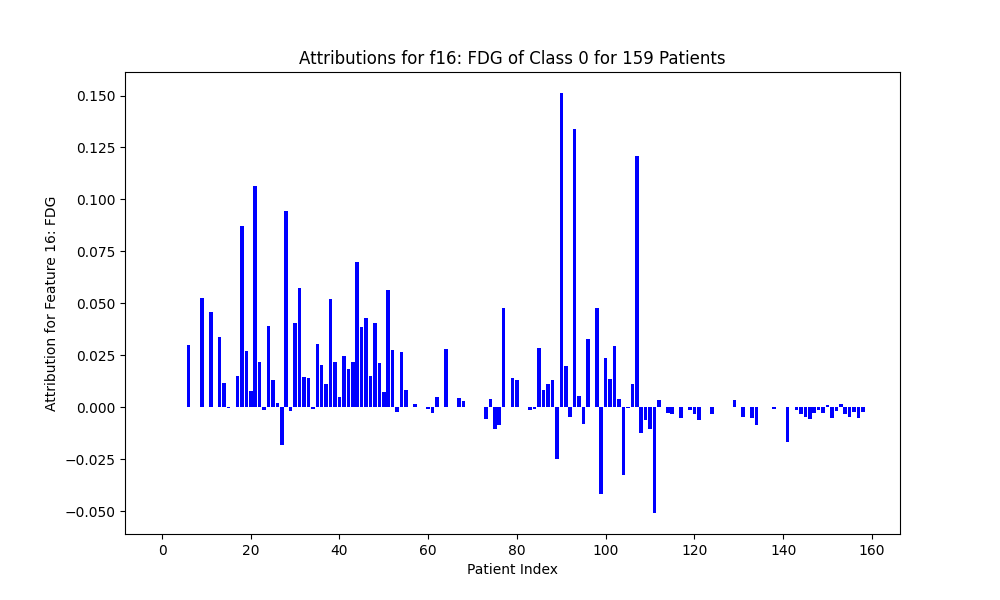 Attributions for f16: FDG of Class 0 for 159 Patients
Attribution for Feature 16: FDG
0.150
0.125
0.100
0.075
0.050
0.025
0.000
−0.025
−0.050
0 20 40 60 80 100 120 140 160
Patient Index